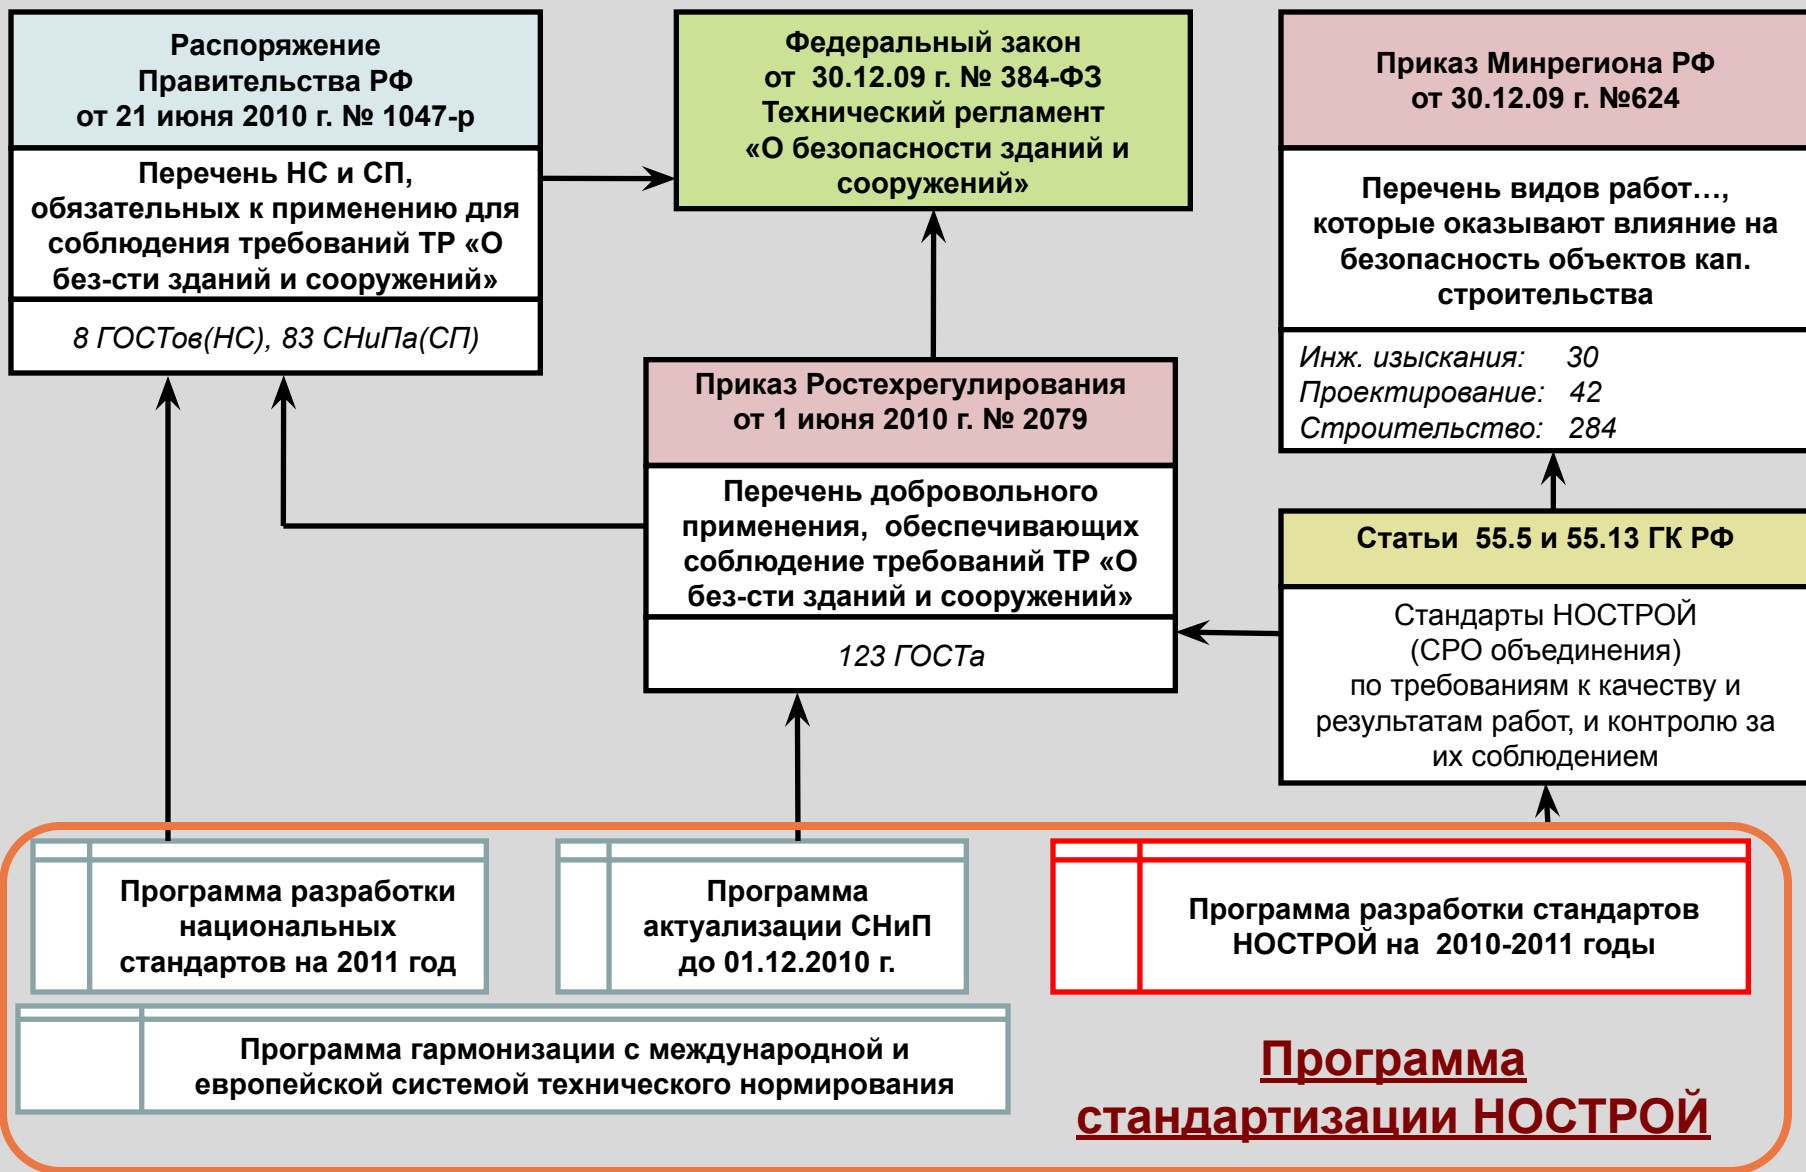 Распоряжение
Правительства РФ
от 21 июня 2010 г. № 1047-р
Перечень НС и СП,
обязательных к применению для
соблюдения требований ТР «О
без-сти зданий и сооружений»
8 ГОСТов(НС), 83 СНиПа(СП)
Федеральный закон
от 30.12.09 г. № 384-ФЗ
Технический регламент
«О безопасности зданий и
сооружений»
Приказ Минрегиона РФ
от 30.12.09 г. №624
Перечень видов работ…,
которые оказывают влияние на
безопасность объектов кап.
строительства
Инж. изыскания: 30
Проектирование: 42
Строительство: 284
Приказ Ростехрегулирования
от 1 июня 2010 г. № 2079
Перечень добровольного
применения, обеспечивающих
соблюдение требований ТР «О
без-сти зданий и сооружений»
123 ГОСТа
Статьи 55.5 и 55.13 ГК РФ
Стандарты НОСТРОЙ
(СРО объединения)
по требованиям к качеству и
результатам работ, и контролю за
их соблюдением
Программа разработки
национальных
стандартов на 2011 год
Программа
актуализации СНиП
до 01.12.2010 г.
Программа разработки стандартов
НОСТРОЙ на 2010-2011 годы
Программа гармонизации с международной и
европейской системой технического нормирования
Программа
стандартизации НОСТРОЙ